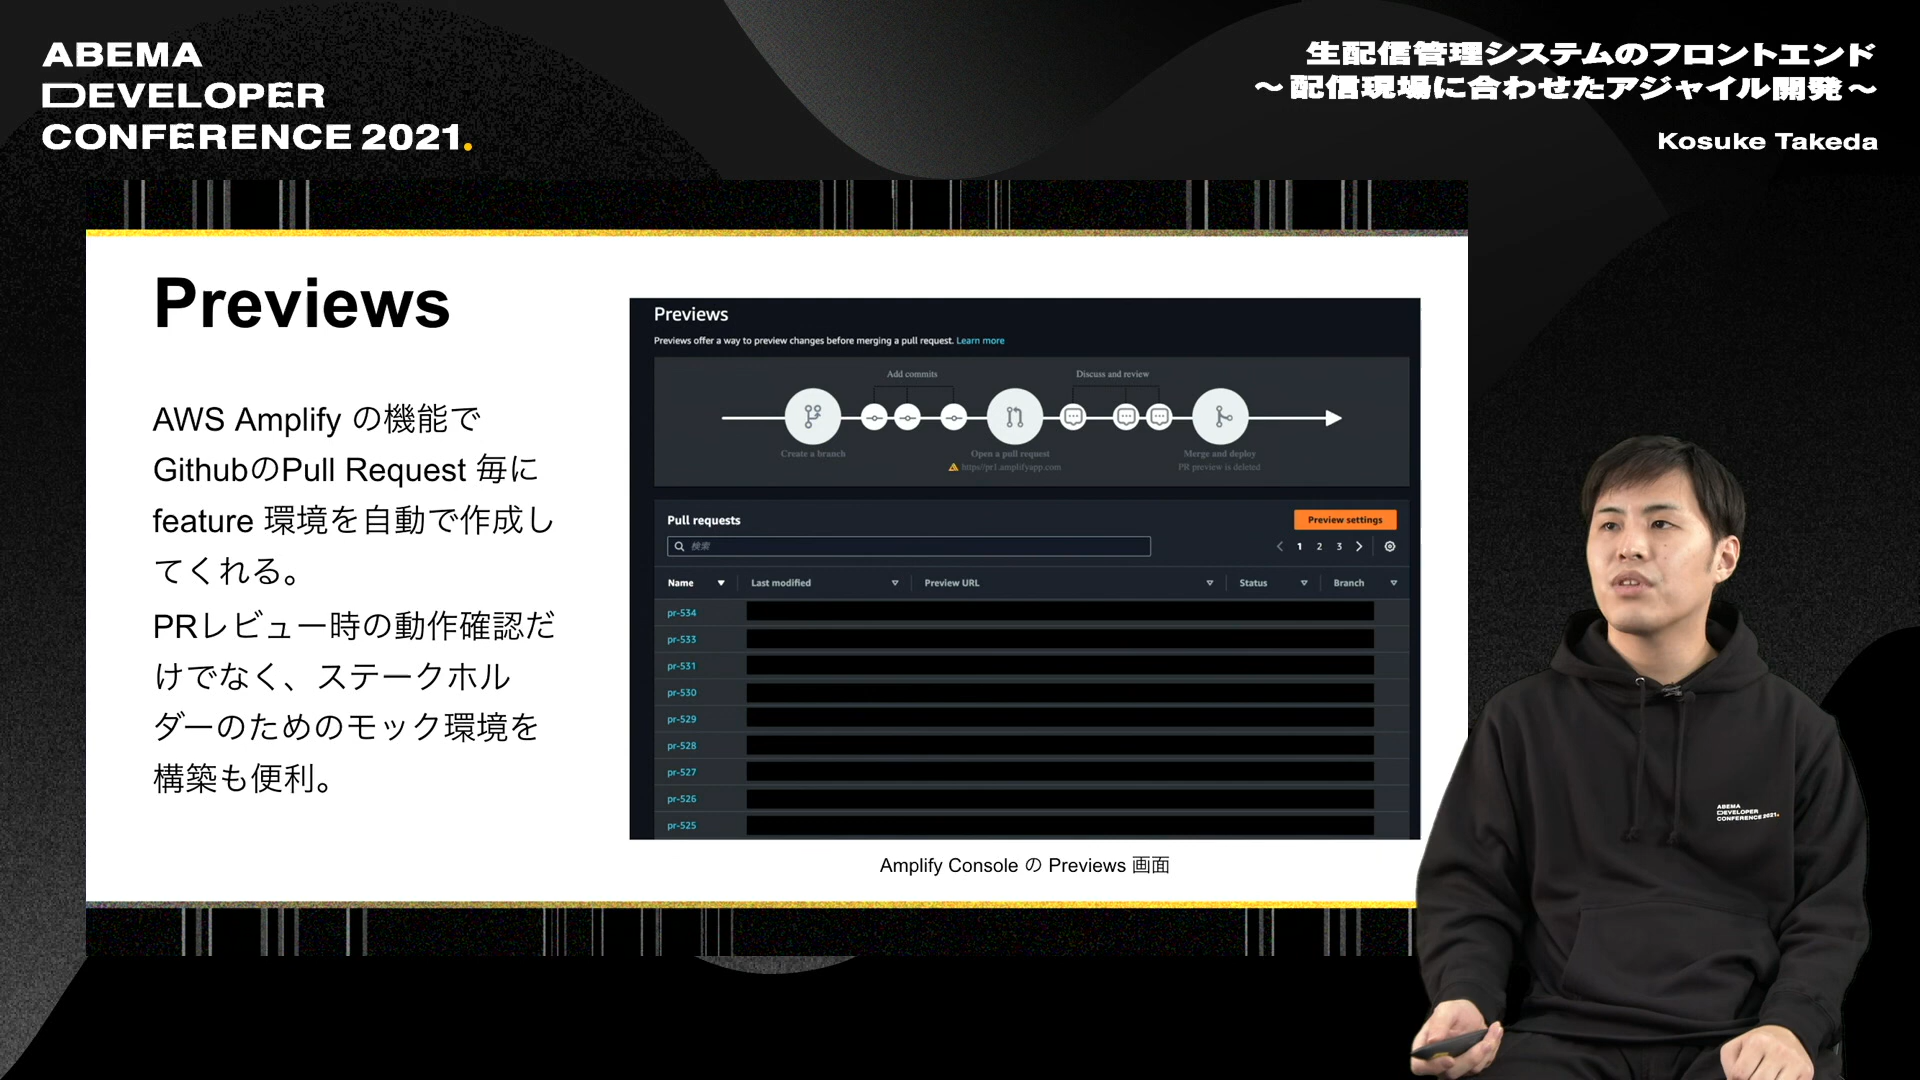 ABEMA
DEVELOPER
CONFERENCE 2021.
生配信管理システムのフロントエンド
〜配信現場に合わせたアジャイル開発〜
Kosuke Takeda
Previews
AWS Amplify の機能で
GithubのPull Request 毎に
feature 環境を自動で作成し
てくれる。
PRレビュー時の動作確認だ
けでなく、ステークホル
ダーのためのモック環境を
構築も便利。
Previews
Previews offer a way to preview changes before merging a pull request. Learn more
Add commits
Discuss and review
Create a branch
Open a pull request
Merge and deploy
https//pr1.amplifyapp.com
PR preview is deleted
Pull requests
Preview settings
検索
1 2 3
Name Last modified Preview URL Status Branch
pr-534
pr-533
pr-531
pr-530
pr-529
pr-528
pr-527
pr-526
pr-525
Amplify Console の Previews 画面
ABEMA
DEVELOPER
CONFERENCE 2021.